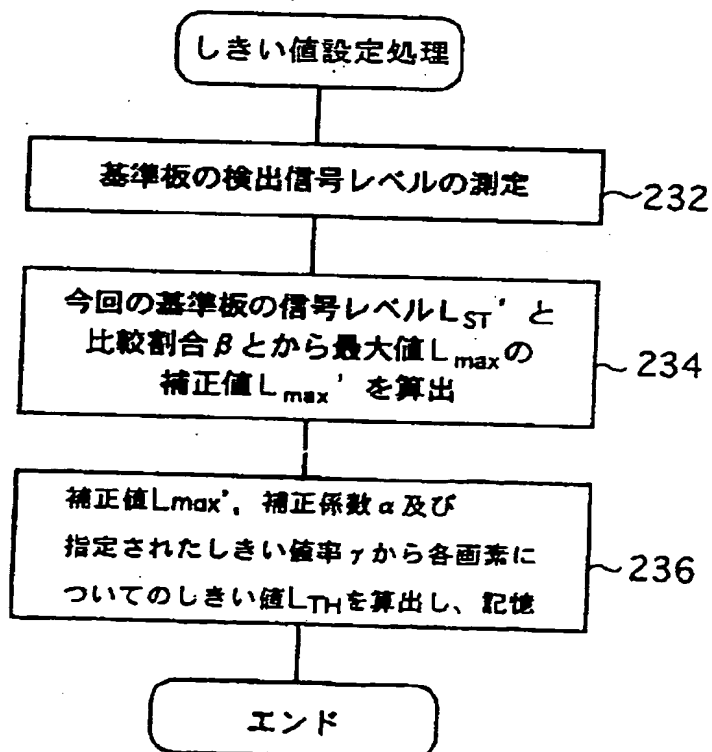 しきい値設定処理
基準板の検出信号レベルの測定
~232
今回の基準板の信号レベルLST'と
比較割合βとから最大値Lmaxの
補正値Lmax'を算出
~234
補正値Lmax'、補正係数α及び
指定されたしきい値率γから各画素に
ついてのしきい値LTHを算出し、記憶
~236
エンド